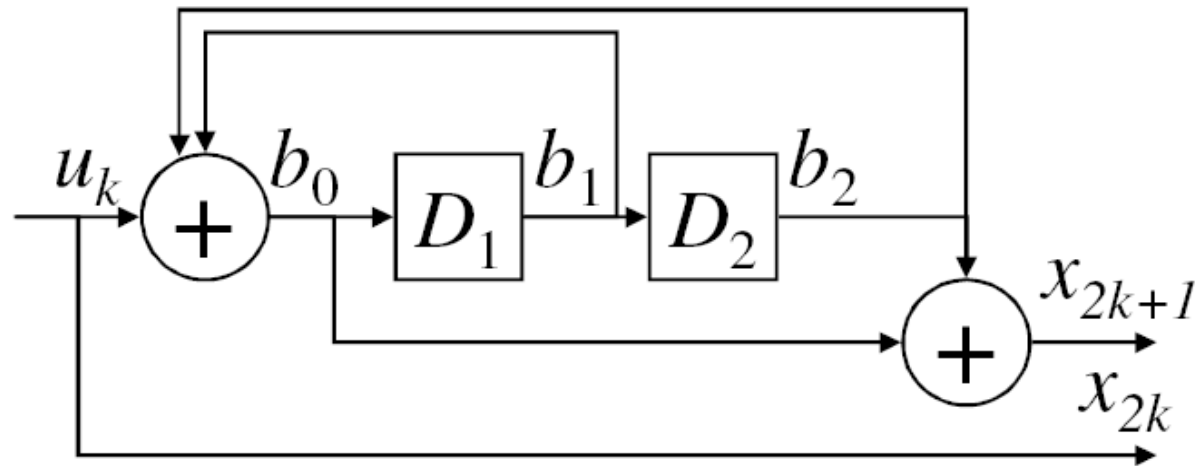 u_k + b_0 D_1 b_1 D_2 b_2
+ x_{2k+1}
x_{2k}